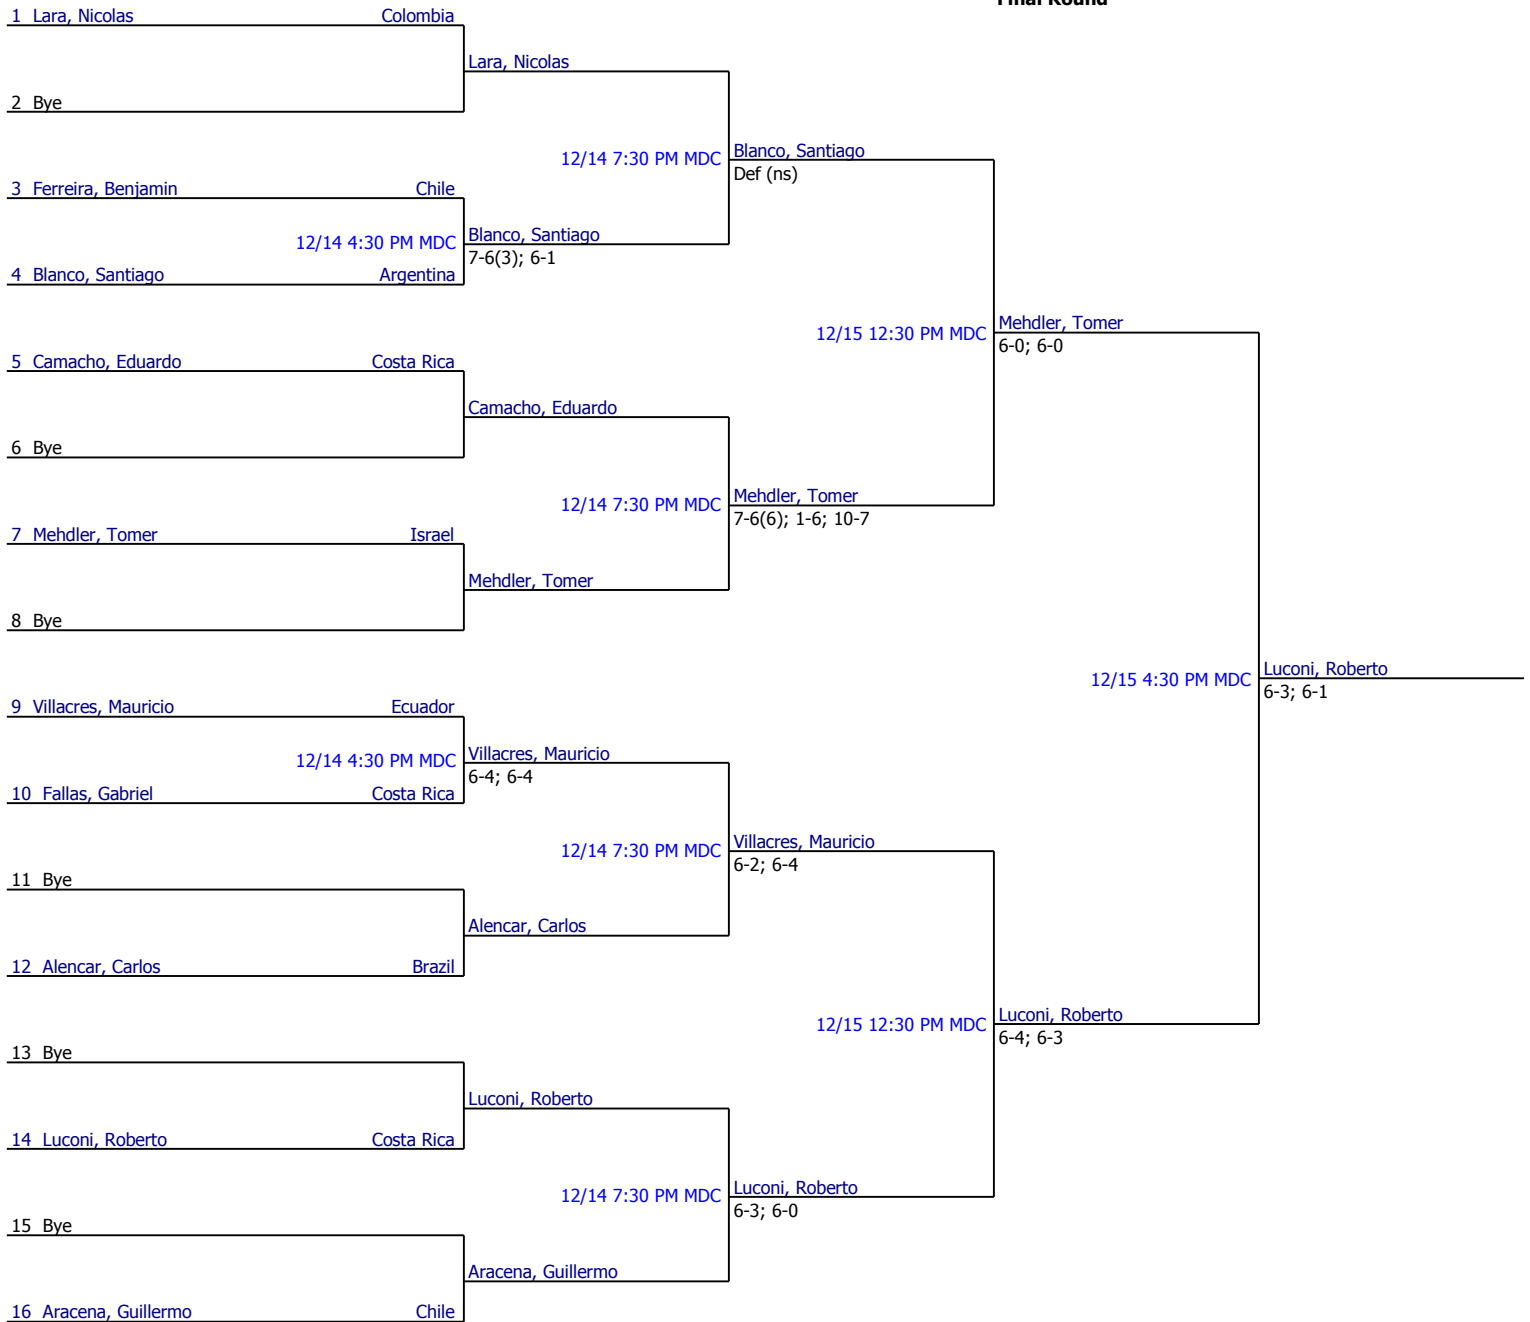 Final Round
1 Lara, Nicolas Colombia
Lara, Nicolas
2 Bye
12/14 7:30 PM MDC Blanco, Santiago
Def (ns)
3 Ferreira, Benjamin Chile
12/14 4:30 PM MDC Blanco, Santiago
7-6(3); 6-1
4 Blanco, Santiago Argentina
12/15 12:30 PM MDC Mehdler, Tomer
6-0; 6-0
5 Camacho, Eduardo Costa Rica
Camacho, Eduardo
6 Bye
12/14 7:30 PM MDC Mehdler, Tomer
7-6(6); 1-6; 10-7
7 Mehdler, Tomer Israel
Mehdler, Tomer
8 Bye
12/15 4:30 PM MDC Luconi, Roberto
6-3; 6-1
9 Villacres, Mauricio Ecuador
12/14 4:30 PM MDC Villacres, Mauricio
6-4; 6-4
10 Fallas, Gabriel Costa Rica
12/14 7:30 PM MDC Villacres, Mauricio
6-2; 6-4
11 Bye
Alencar, Carlos
12 Alencar, Carlos Brazil
12/15 12:30 PM MDC Luconi, Roberto
6-4; 6-3
13 Bye
Luconi, Roberto
14 Luconi, Roberto Costa Rica
12/14 7:30 PM MDC Luconi, Roberto
6-3; 6-0
15 Bye
Aracena, Guillermo
16 Aracena, Guillermo Chile